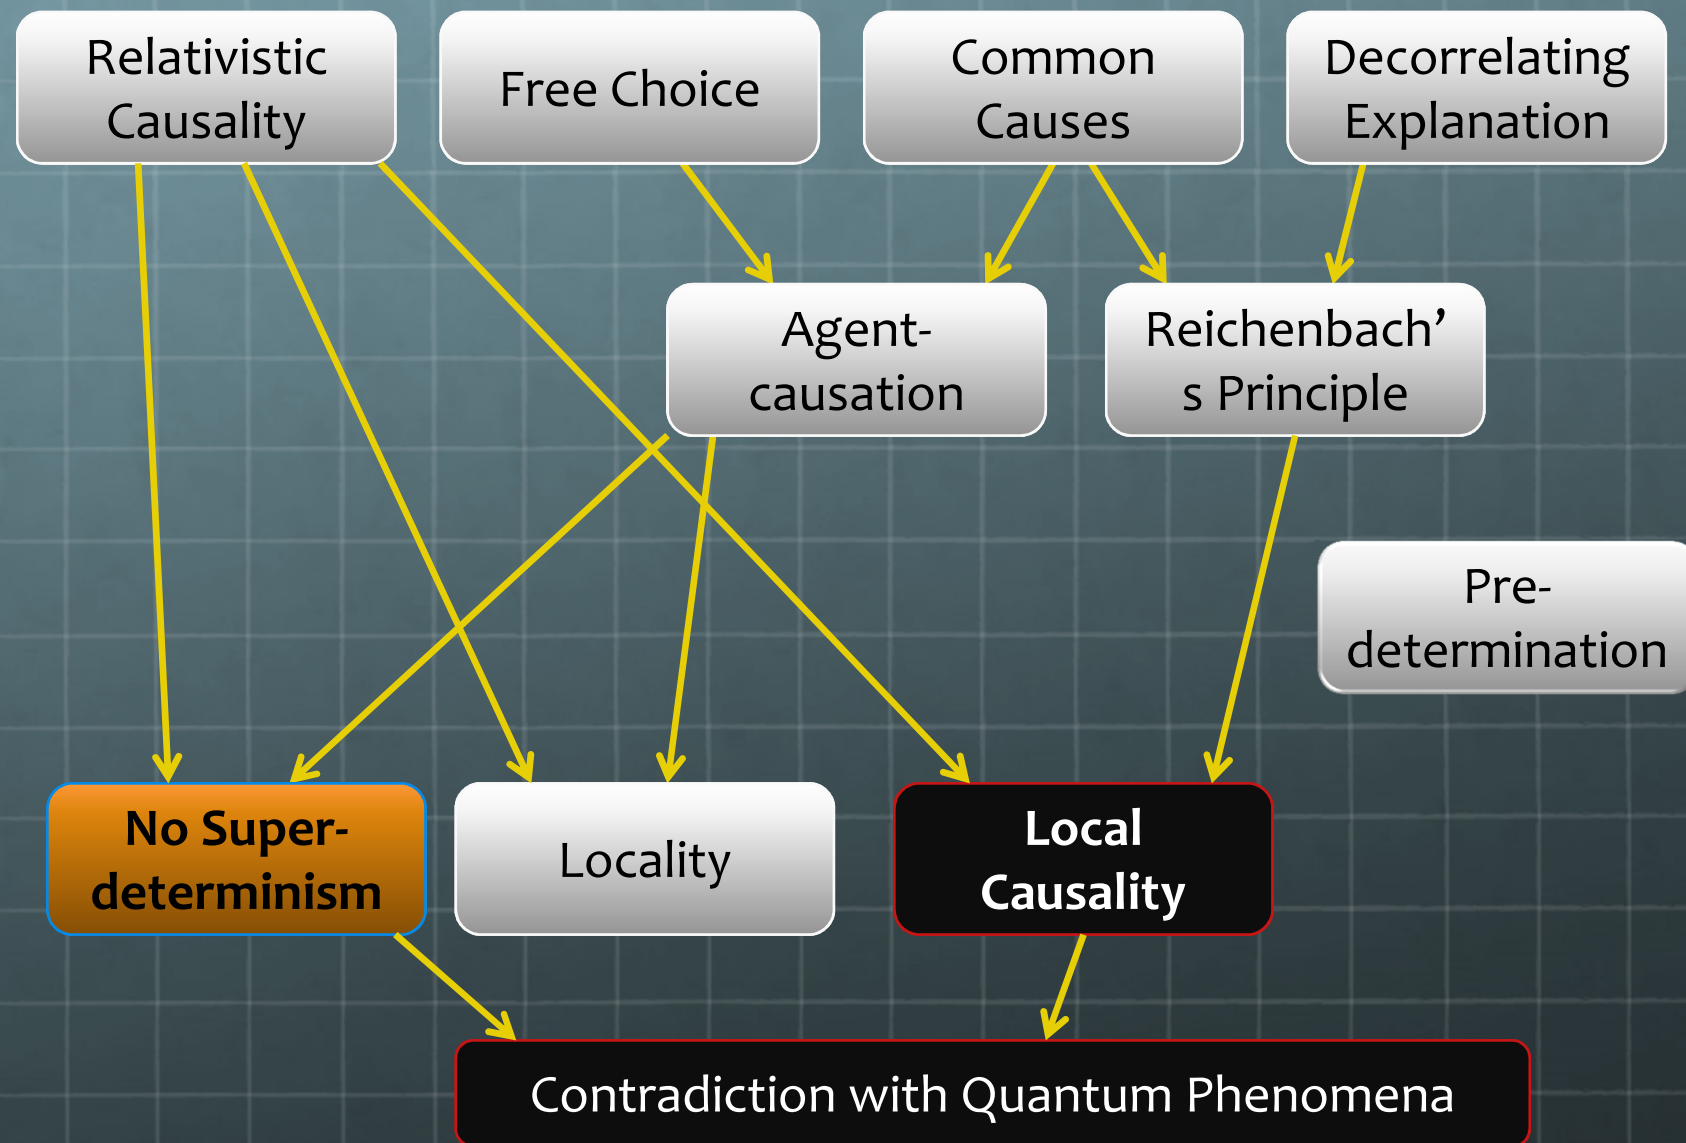 Relativistic
Causality
Free Choice
Common
Causes
Decorrelating
Explanation
Agent-
causation
Reichenbach’
s Principle
Pre-
determination
No Super-
determinism
Locality
Local
Causality
Contradiction with Quantum Phenomena